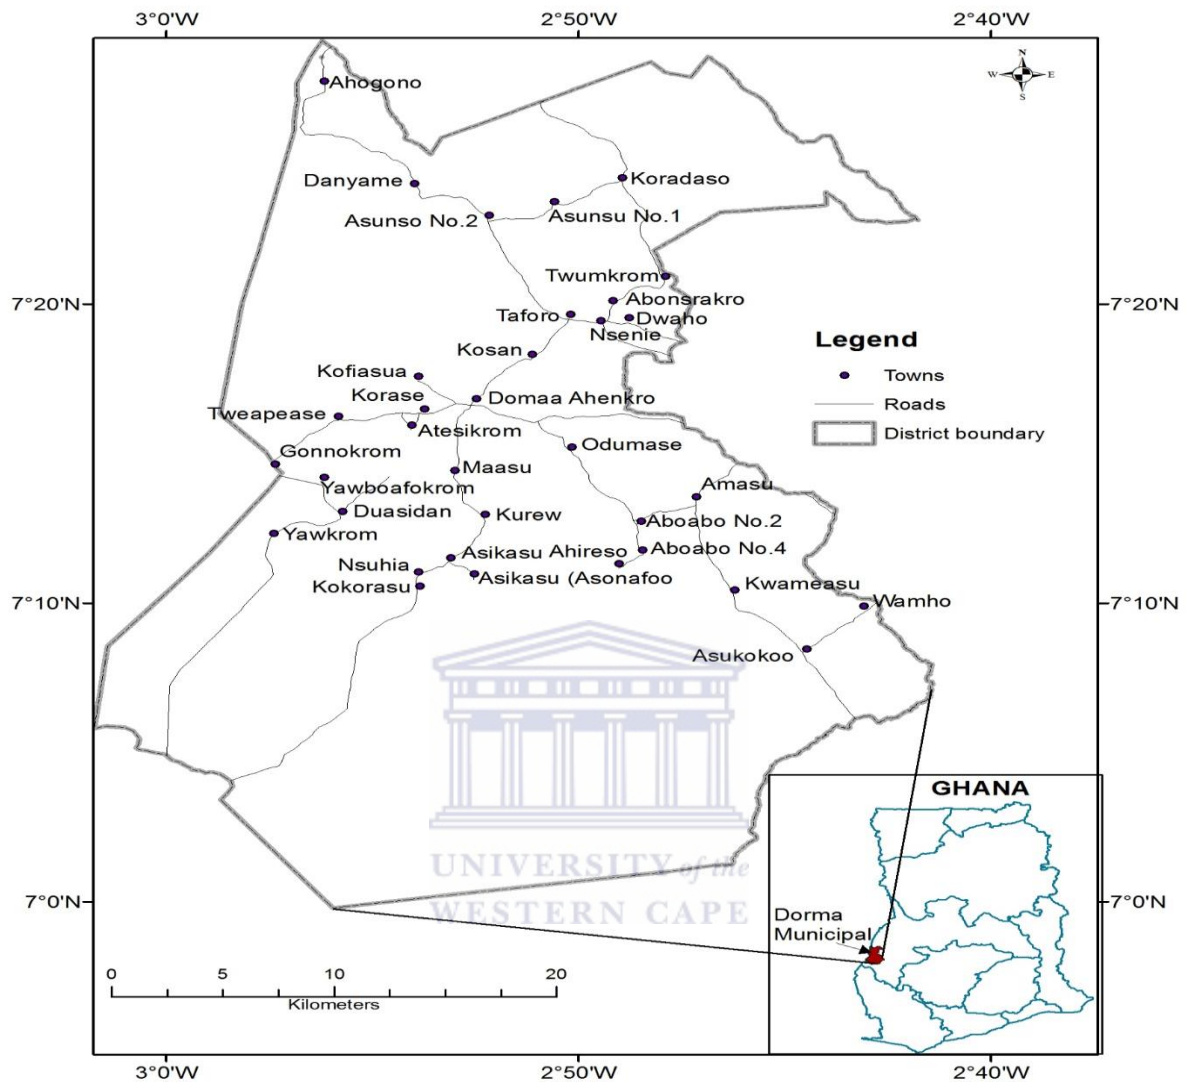 3°0'W 2°50'W 2°40'W
N
W E
S
Ahogono
Danyame
Koradaso
Asunso No.2
Asunsu No.1
Twumkrom
7°20'N
7°20'N
Abonsrakro
Taforo
Dwaho
Nsenie
Legend
Kosan
Kofiasua
Towns
Korase
Domaa Ahenkro
Roads
Tweapease
Atesikrom
District boundary
Odumase
Gonnokrom
Maasu
Yawboafokrom
Amasu
Duasidan
Kurew
Aboabo No.2
Yawkrom
Asikasu Ahireso
Aboabo No.4
Nsuhia
Asikasu (Asonafoo
Kokorasu
Kwameasu
7°10'N
7°10'N
Wamho
Asukokoo
GHANA
UNIVERSITY of the
WESTERN CAPE
7°0'N
7°0'N
Dorma
Municipal
0 5 10 20
Kilometers
3°0'W 2°50'W 2°40'W